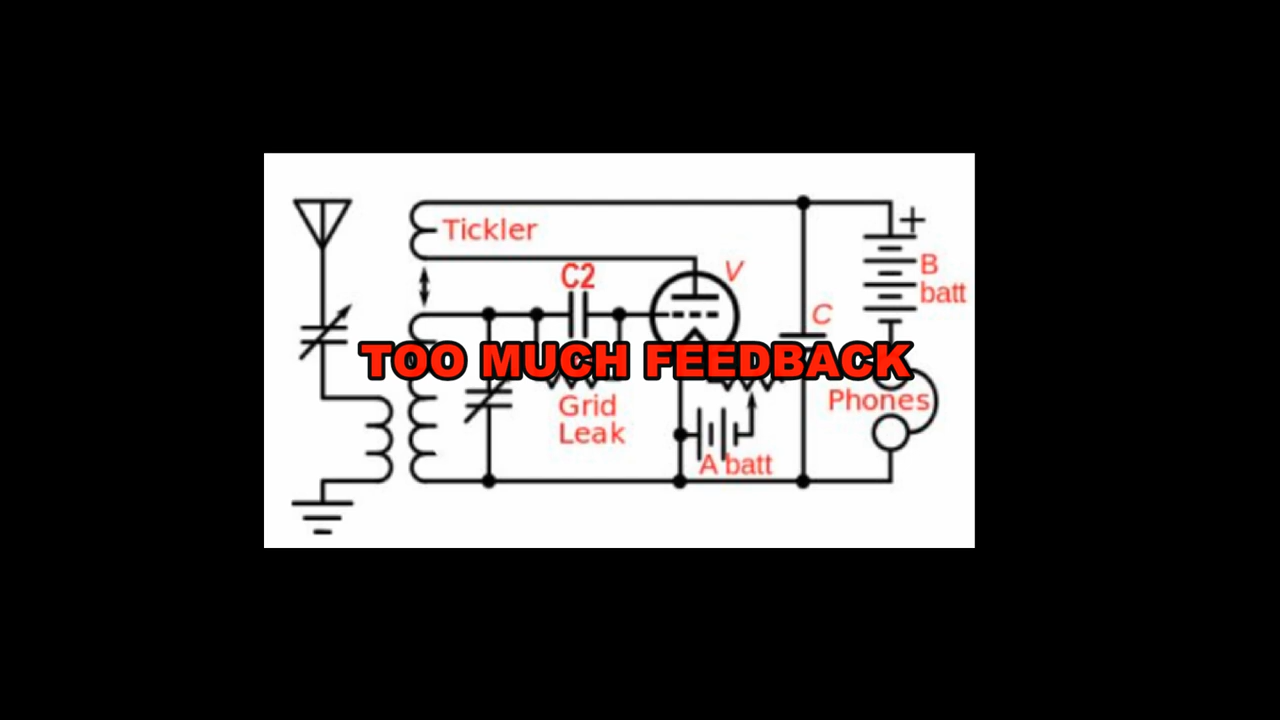 Tickler
C2
V
+
B
batt
C
TOO MUCH FEEDBACK
Phones
Grid
Leak
A batt